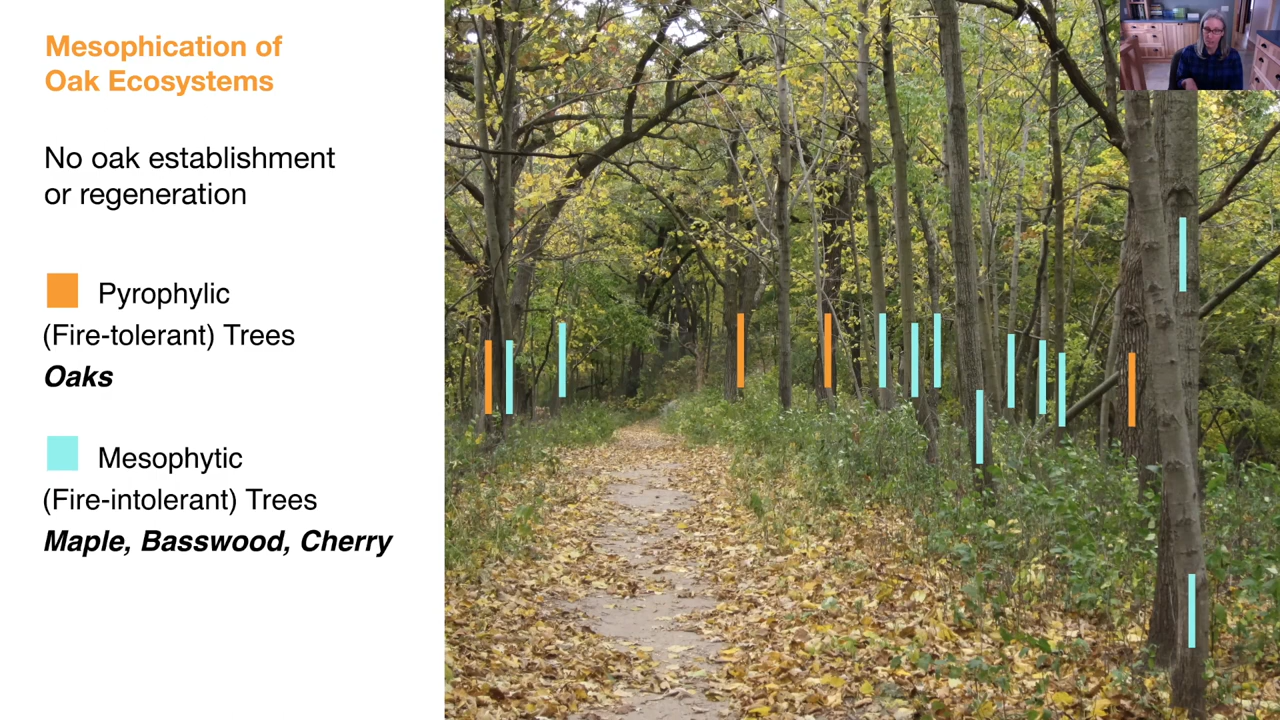 Mesophication of
Oak Ecosystems
No oak establishment
or regeneration
Pyrophylic
(Fire-tolerant) Trees
Oaks
Mesophytic
(Fire-intolerant) Trees
Maple, Basswood, Cherry